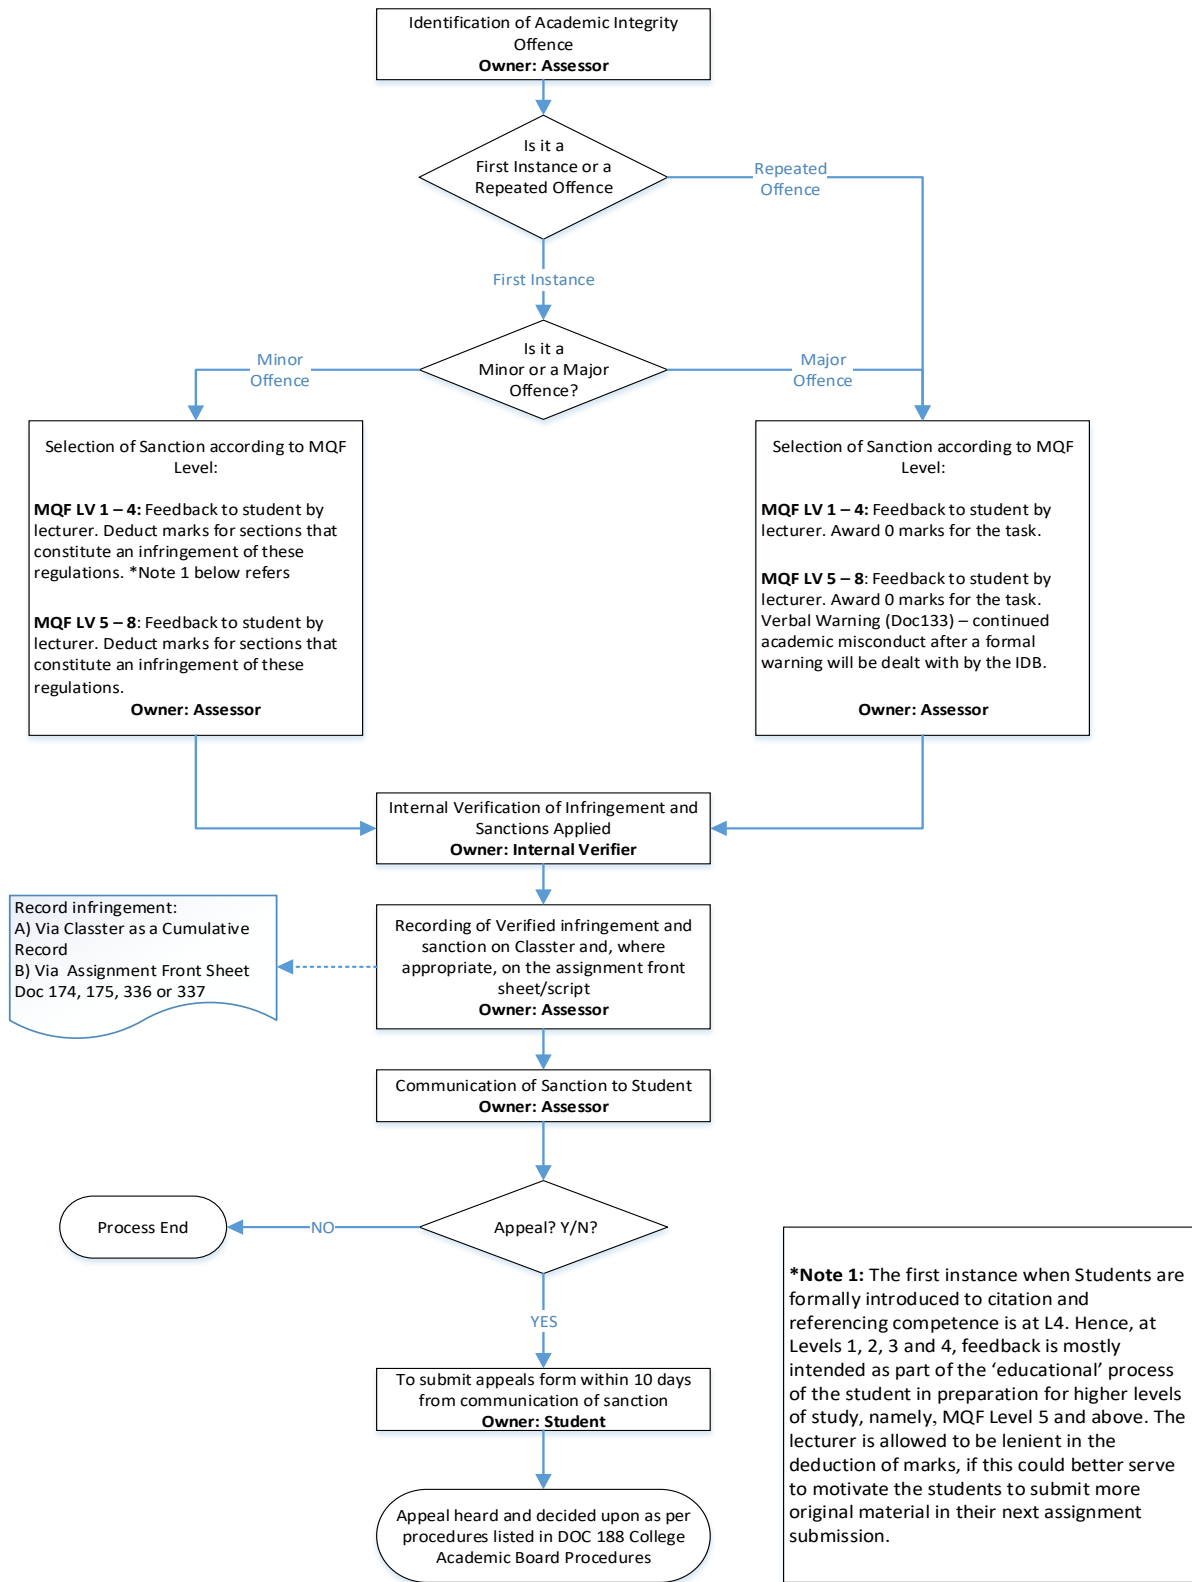 Identification of Academic Integrity
Offence
Owner: Assessor
Is it a
First Instance or a
Repeated Offence
Repeated
Offence
First Instance
Is it a
Minor or a Major
Offence?
Minor
Offence
Major
Offence
Selection of Sanction according to MQF
Level:
MQF LV 1 – 4: Feedback to student by
lecturer. Deduct marks for sections that
constitute an infringement of these
regulations. *Note 1 below refers
MQF LV 5 – 8: Feedback to student by
lecturer. Deduct marks for sections that
constitute an infringement of these
regulations.
Owner: Assessor
Selection of Sanction according to MQF
Level:
MQF LV 1 – 4: Feedback to student by
lecturer. Award 0 marks for the task.
MQF LV 5 – 8: Feedback to student by
lecturer. Award 0 marks for the task.
Verbal Warning (Doc133) – continued
academic misconduct after a formal
warning will be dealt with by the IDB.
Owner: Assessor
Internal Verification of Infringement and
Sanctions Applied
Owner: Internal Verifier
Record infringement:
A) Via Classter as a Cumulative
Record
B) Via Assignment Front Sheet
Doc 174, 175, 336 or 337
Recording of Verified infringement and
sanction on Classter and, where
appropriate, on the assignment front
sheet/script
Owner: Assessor
Communication of Sanction to Student
Owner: Assessor
Appeal? Y/N?
NO
Process End
YES
To submit appeals form within 10 days
from communication of sanction
Owner: Student
Appeal heard and decided upon as per
procedures listed in DOC 188 College
Academic Board Procedures
*Note 1: The first instance when Students are
formally introduced to citation and
referencing competence is at L4. Hence, at
Levels 1, 2, 3 and 4, feedback is mostly
intended as part of the ‘educational’ process
of the student in preparation for higher levels
of study, namely, MQF Level 5 and above. The
lecturer is allowed to be lenient in the
deduction of marks, if this could better serve
to motivate the students to submit more
original material in their next assignment
submission.